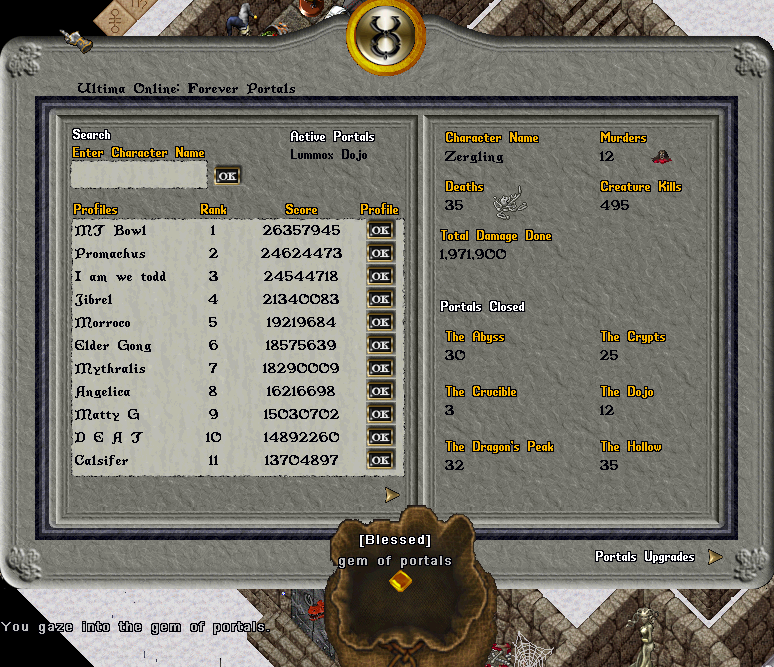 Ultima Online: Forever Portals
Search
Enter Character Name
OK
Active Portals
Lummox Dojo
Profiles Rank Score Profile
MT Bowl 1 26357945 OK
Promachus 2 24624473 OK
I am we todd 3 24544718 OK
Jibrel 4 21340083 OK
Morroco 5 19219684 OK
Elder Gong 6 18575639 OK
Mythralis 7 18290009 OK
Angelica 8 16216698 OK
Matty G 9 15030702 OK
D E A T 10 14892260 OK
Calsifer 11 13704897 OK
Character Name Murders
Zergling 12
Deaths Creature Kills
35 495
Total Damage Done
1,971,900
Portals Closed
The Abyss The Crypts
30 25
The Crucible The Dojo
3 12
The Dragon's Peak The Hollow
32 35
Portals Upgrades
[Blessed]
gem of portals
You gaze into the gem of portals.